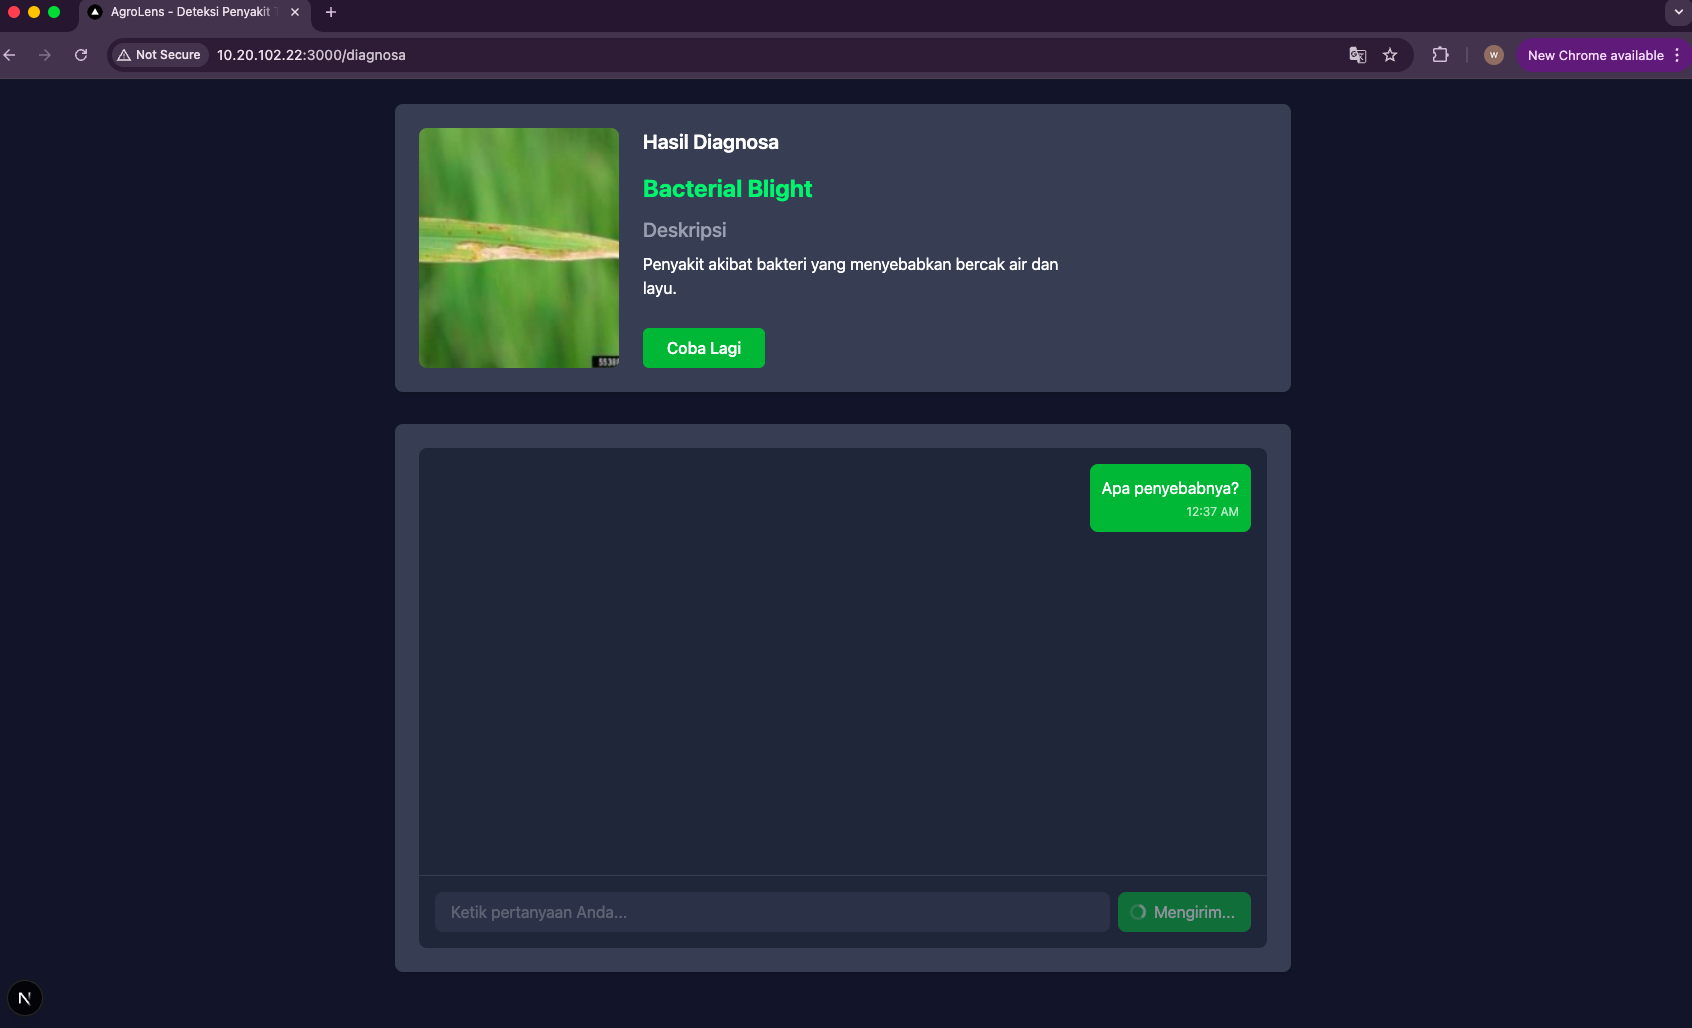 AgroLens - Deteksi Penyakit
Not Secure
10.20.102.22:3000/diagnosa
W
New Chrome available
Hasil Diagnosa
Bacterial Blight
Deskripsi
Penyakit akibat bakteri yang menyebabkan bercak air dan
layu.
Coba Lagi
Apa penyebabnya?
12:37 AM
Ketik pertanyaan Anda...
Mengirim...
N